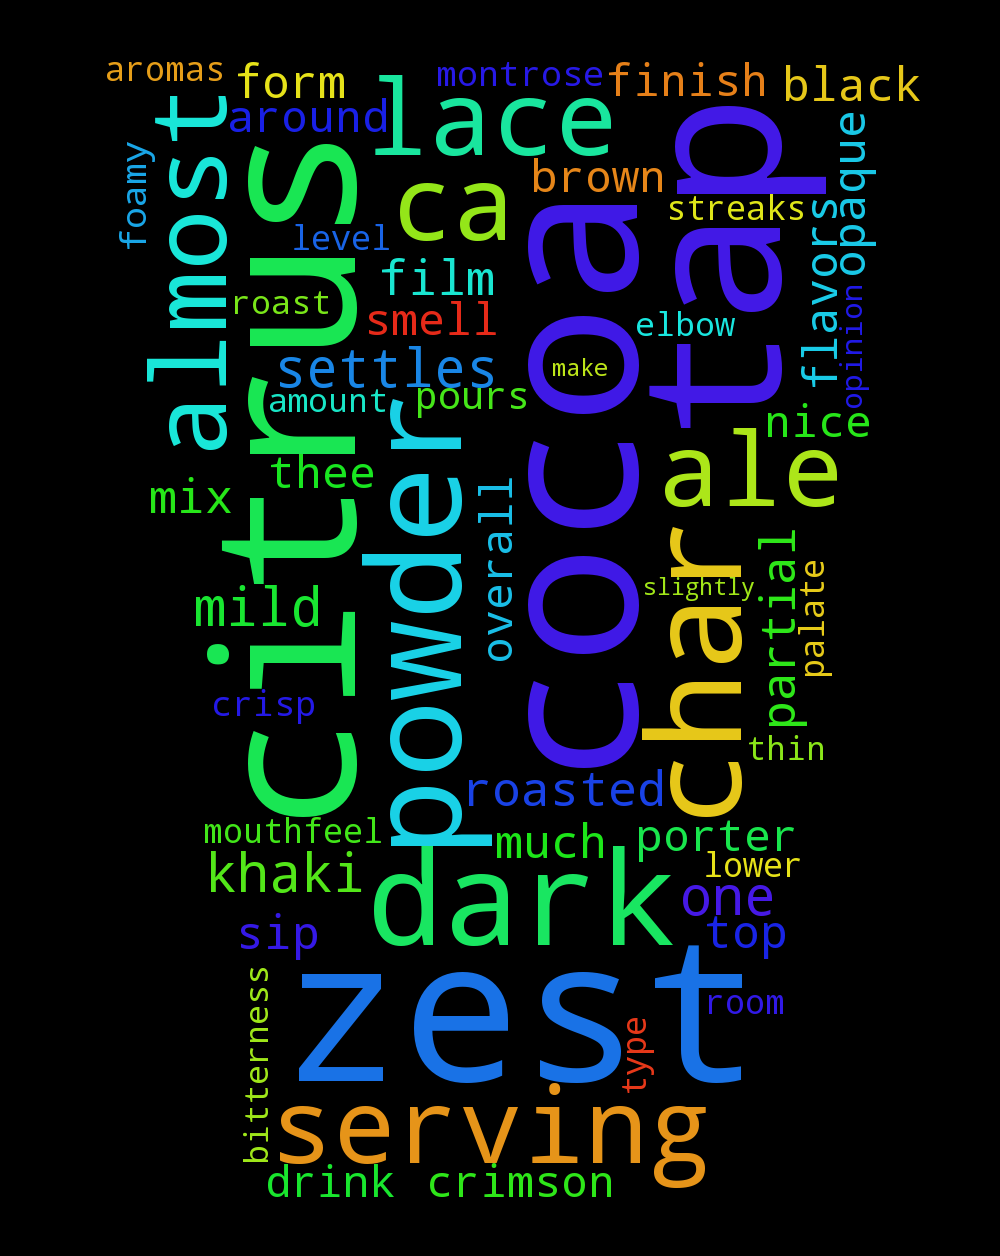 aromas
form
montrose
finish
black
almost
around
lace
tap
opaque
foamy
citrus
ca
brown
streaks
flavors
level
film
cocoa
roast
smell
elbow
opinion
settles
make
amount
pours
nice
powder
thee
ale
mix
overall
char
partial
slightly
palate
mild
crisp
thin
roasted
mouthfeel
much
porter
khaki
dark
lower
one
sip
top
zest
room
bitterness
type
serving
drink
crimson